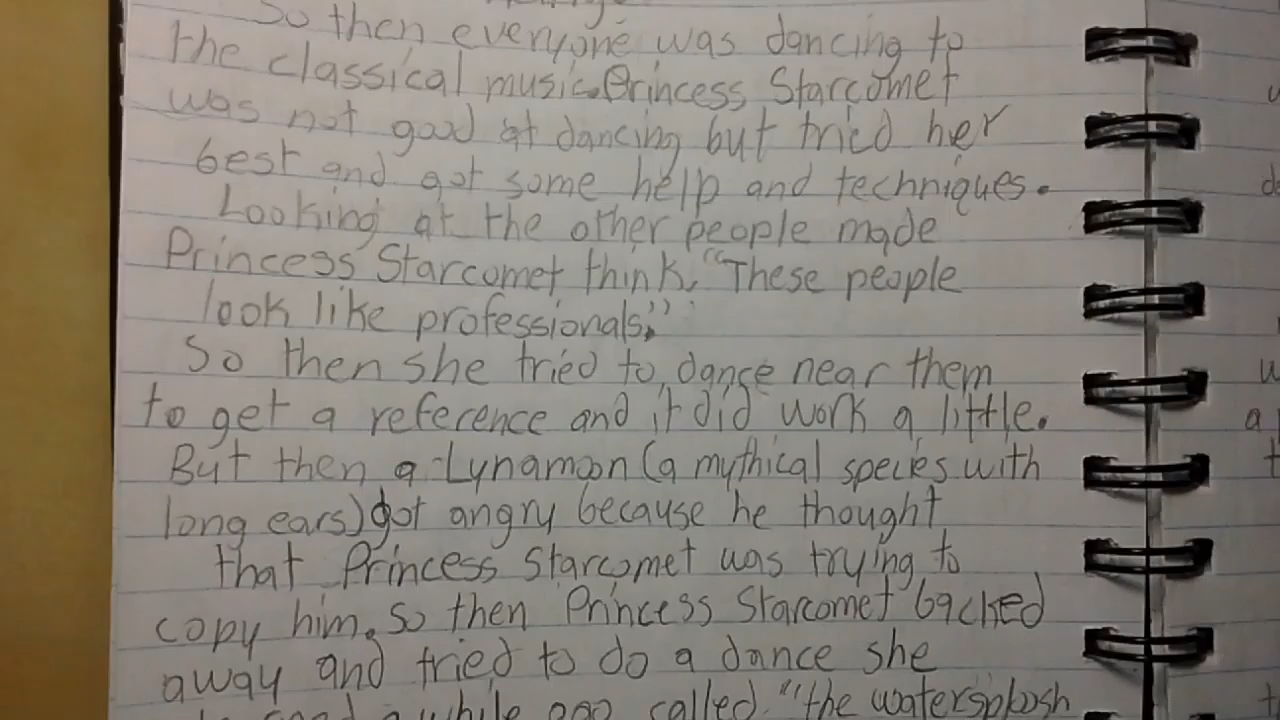 So then everyone was dancing to
the classical music. Princess Starcomet
was not good at dancing but tried her
best and got some help and techniques.
Looking at the other people made
Princess Starcomet think, "These people
look like professionals."
So then she tried to dance near them
to get a reference and it did work a little.
But then a Lynamoon (a mythical species with
long ears) got angry because he thought
that Princess Starcomet was trying to
copy him. So then Princess Starcomet backed
away and tried to do a dance she
a while ago called "the watersplosh